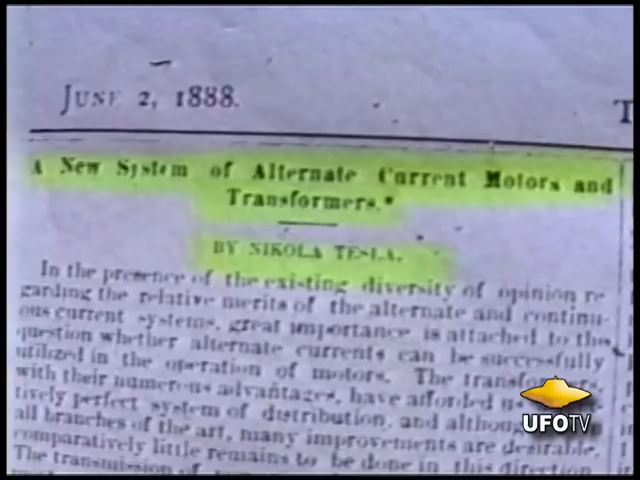 JUNE 2, 1888.
T
A New System of Alternate Current Motors and
Transformers.*
BY NIKOLA TESLA.
In the presence of the existing diversity of opinion re
garding the relative merits of the alternate and continu-
ous current systems, great importance is attached to the
question whether alternate currents can be successfully
utilized in the operation of motors. The
with their numerous advantages, have afforded
tively perfect system of distribution, and
all branches of the art, many improvements are desirable,
comparatively little remains to be done in this direction
The transmission of
UFOTV